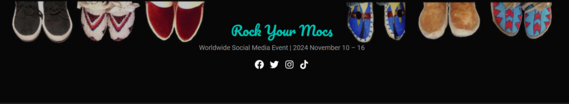 Rock Your Mocs
Worldwide Social Media Event | 2024 November 10 – 16